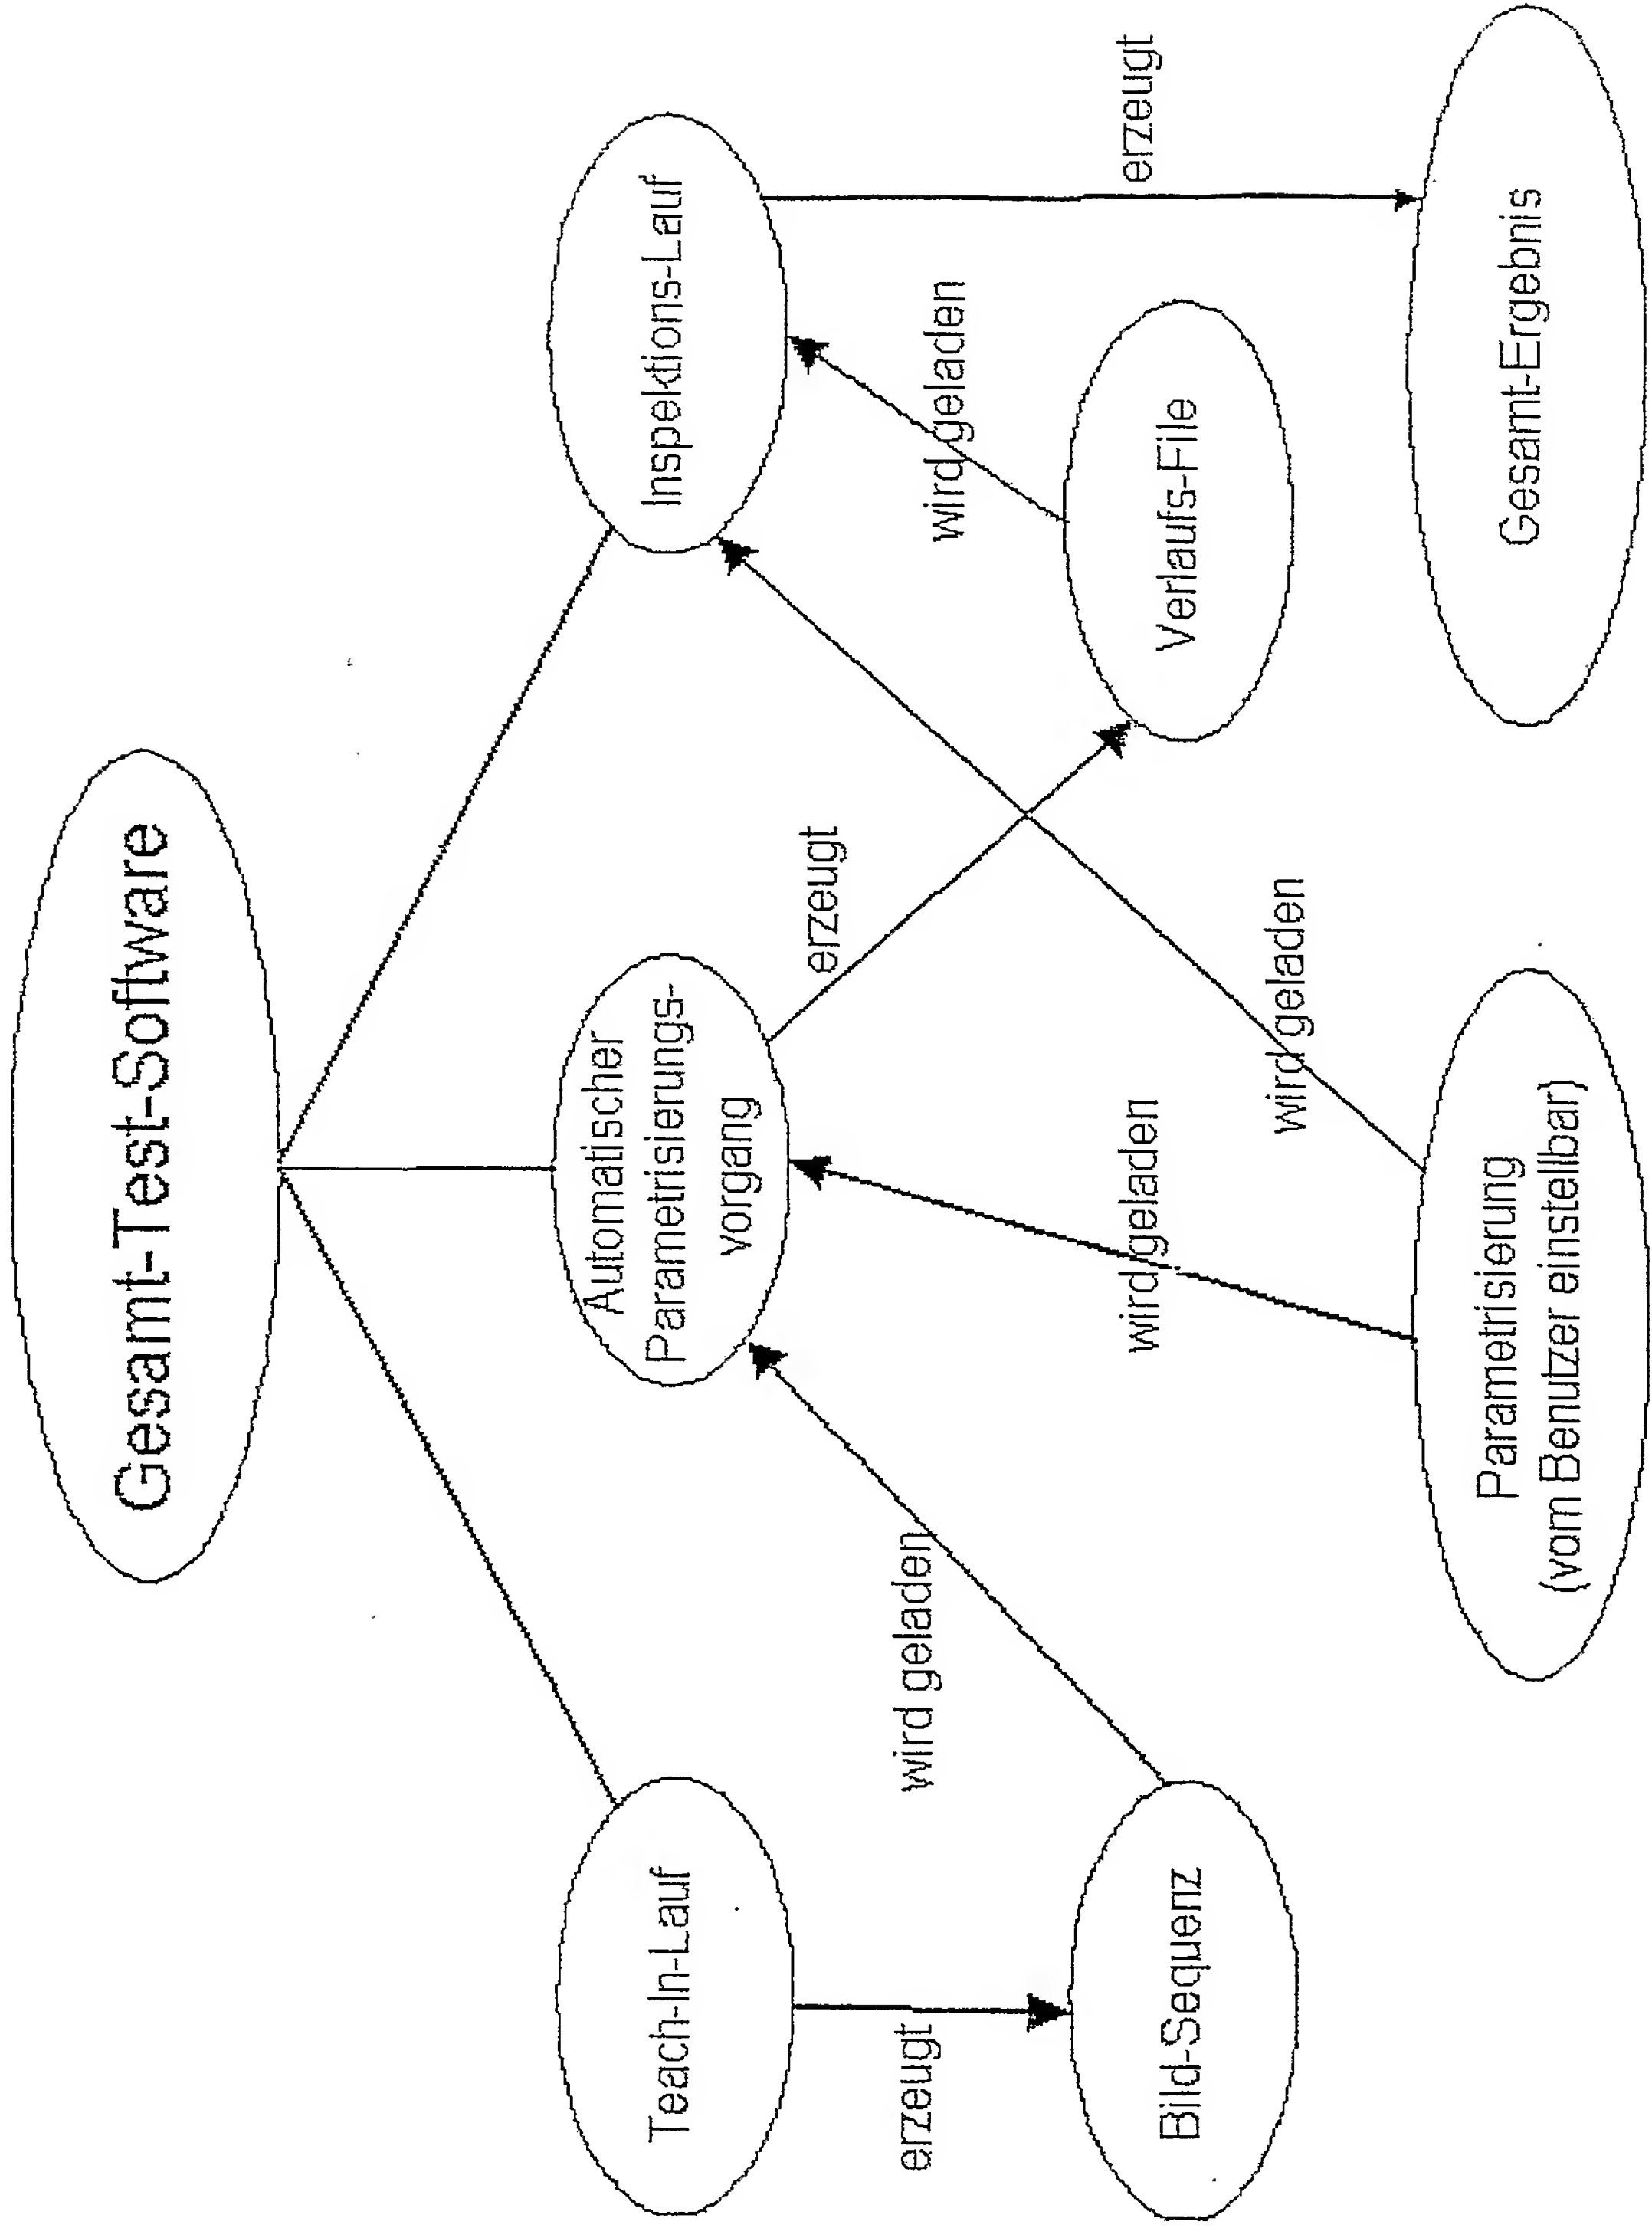 Gesamt-Test-Software
Teach-In-Lauf
Automatischer
Parametrisierungs-
vorgang
Inspektions-Lauf
erzeugt
wird geladen
erzeugt
wird geladen
wird geladen
wird geladen
erzeugt
Bild-Sequenz
Verlaufs-File
Parametrisierung
(vom Benutzer einstellbar)
Gesamt-Ergebnis